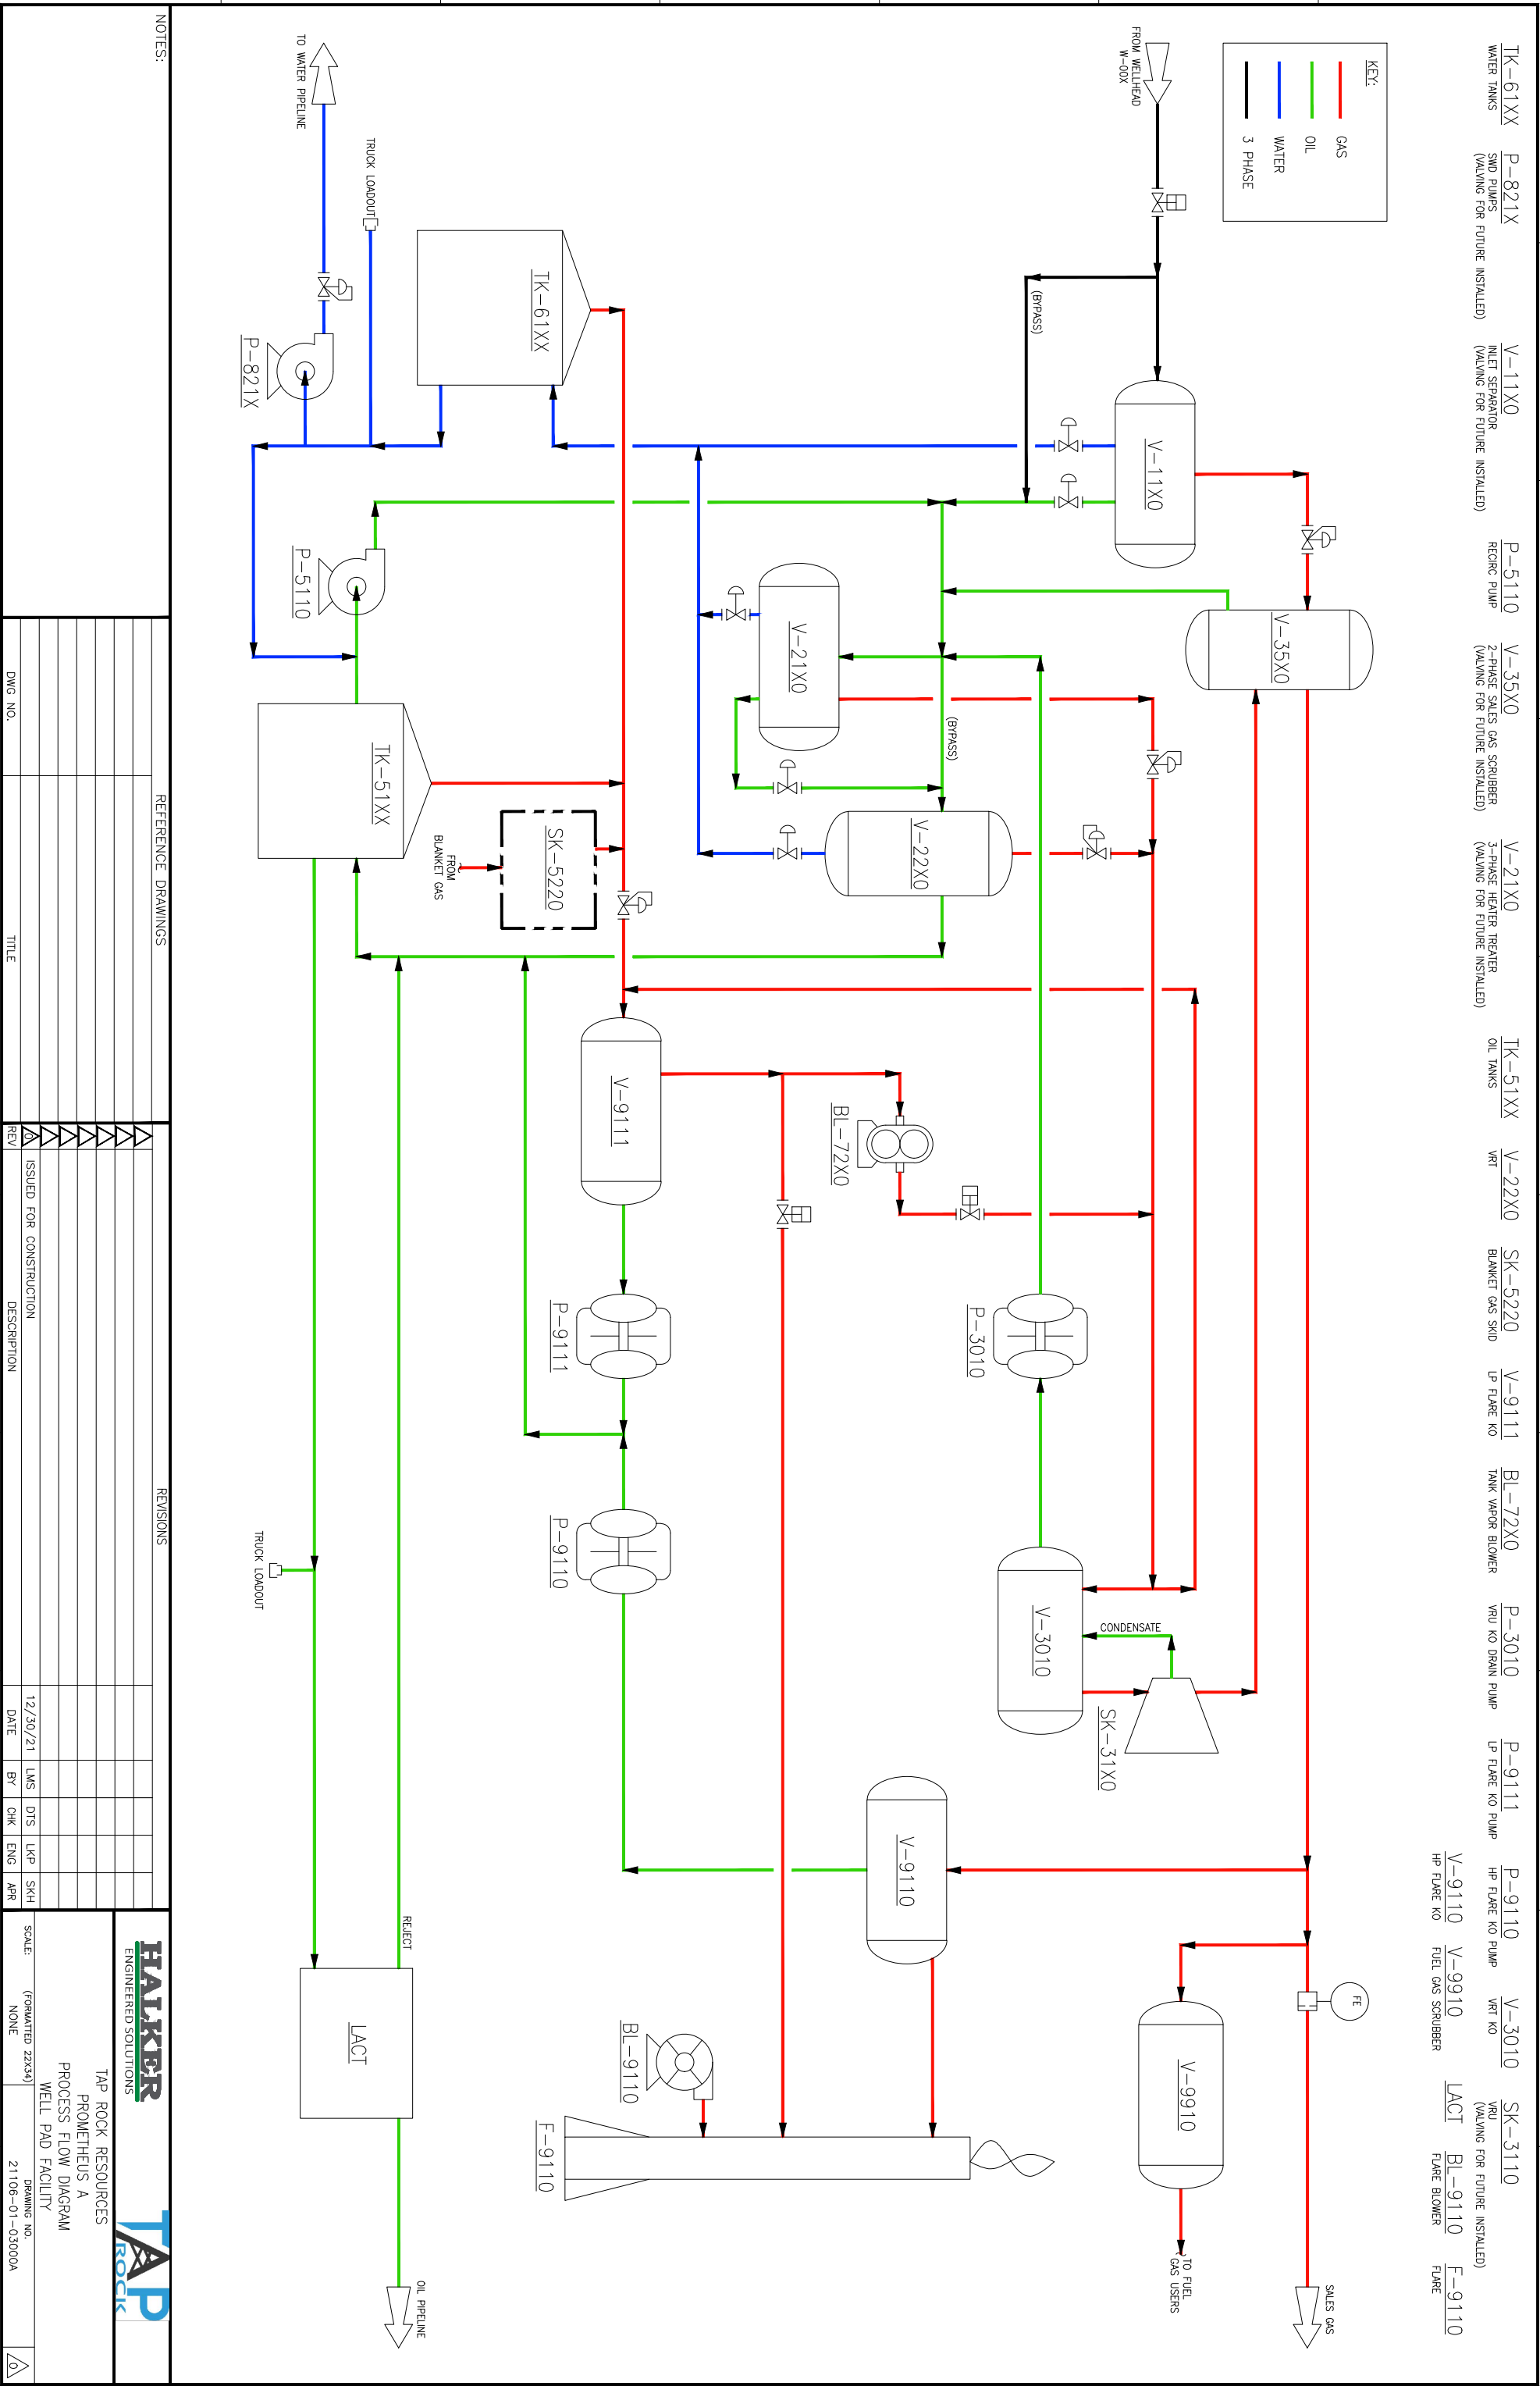 TK-61XX
WATER TANKS
P-821X
SWD PUMPS
(VALVING FOR FUTURE INSTALLED)
V-11X0
INLET SEPARATOR
(VALVING FOR FUTURE INSTALLED)
P-5110
RECIRC PUMP
V-35X0
2-PHASE SALES GAS SCRUBBER
(VALVING FOR FUTURE INSTALLED)
V-21X0
3-PHASE HEATER TREATER
(VALVING FOR FUTURE INSTALLED)
TK-51XX
OIL TANKS
V-22X0
VRT
SK-5220
BLANKET GAS SKID
V-9111
LP FLARE KO
BL-72X0
TANK VAPOR BLOWER
P-3010
VRU KO DRAIN PUMP
P-9111
LP FLARE KO PUMP
P-9110
HP FLARE KO PUMP
V-3010
VRT KO
SK-3110
VRU
(VALVING FOR FUTURE INSTALLED)
V-9110
HP FLARE KO
V-9910
FUEL GAS SCRUBBER
LACT
BL-9110
FLARE BLOWER
F-9110
FLARE
KEY:
GAS
OIL
WATER
3 PHASE
FROM WELLHEAD
W-00X
(BYPASS)
V-11X0
V-35X0
FE
SALES GAS
V-9910
TO FUEL
GAS USERS
SK-31X0
CONDENSATE
V-3010
P-3010
V-21X0
(BYPASS)
V-22X0
BL-72X0
V-9110
TK-61XX
SK-5220
FROM
BLANKET GAS
V-9111
P-9111
P-9110
BL-9110
F-9110
TRUCK LOADOUT
TO WATER PIPELINE
P-821X
P-5110
TK-51XX
REJECT
LACT
OIL PIPELINE
TRUCK LOADOUT
NOTES:
REFERENCE DRAWINGS
DWG NO.
TITLE
REVISIONS
0
ISSUED FOR CONSTRUCTION
12/30/21
LMS
DTS
LKP
SKH
REV
DESCRIPTION
DATE
BY
CHK
ENG
APR
HALKER
ENGINEERED SOLUTIONS
TAP
ROCK
TAP ROCK RESOURCES
PROMETHEUS A
PROCESS FLOW DIAGRAM
WELL PAD FACILITY
SCALE:
(FORMATTED 22X34)
NONE
DRAWING NO.
21106-01-03000A
0